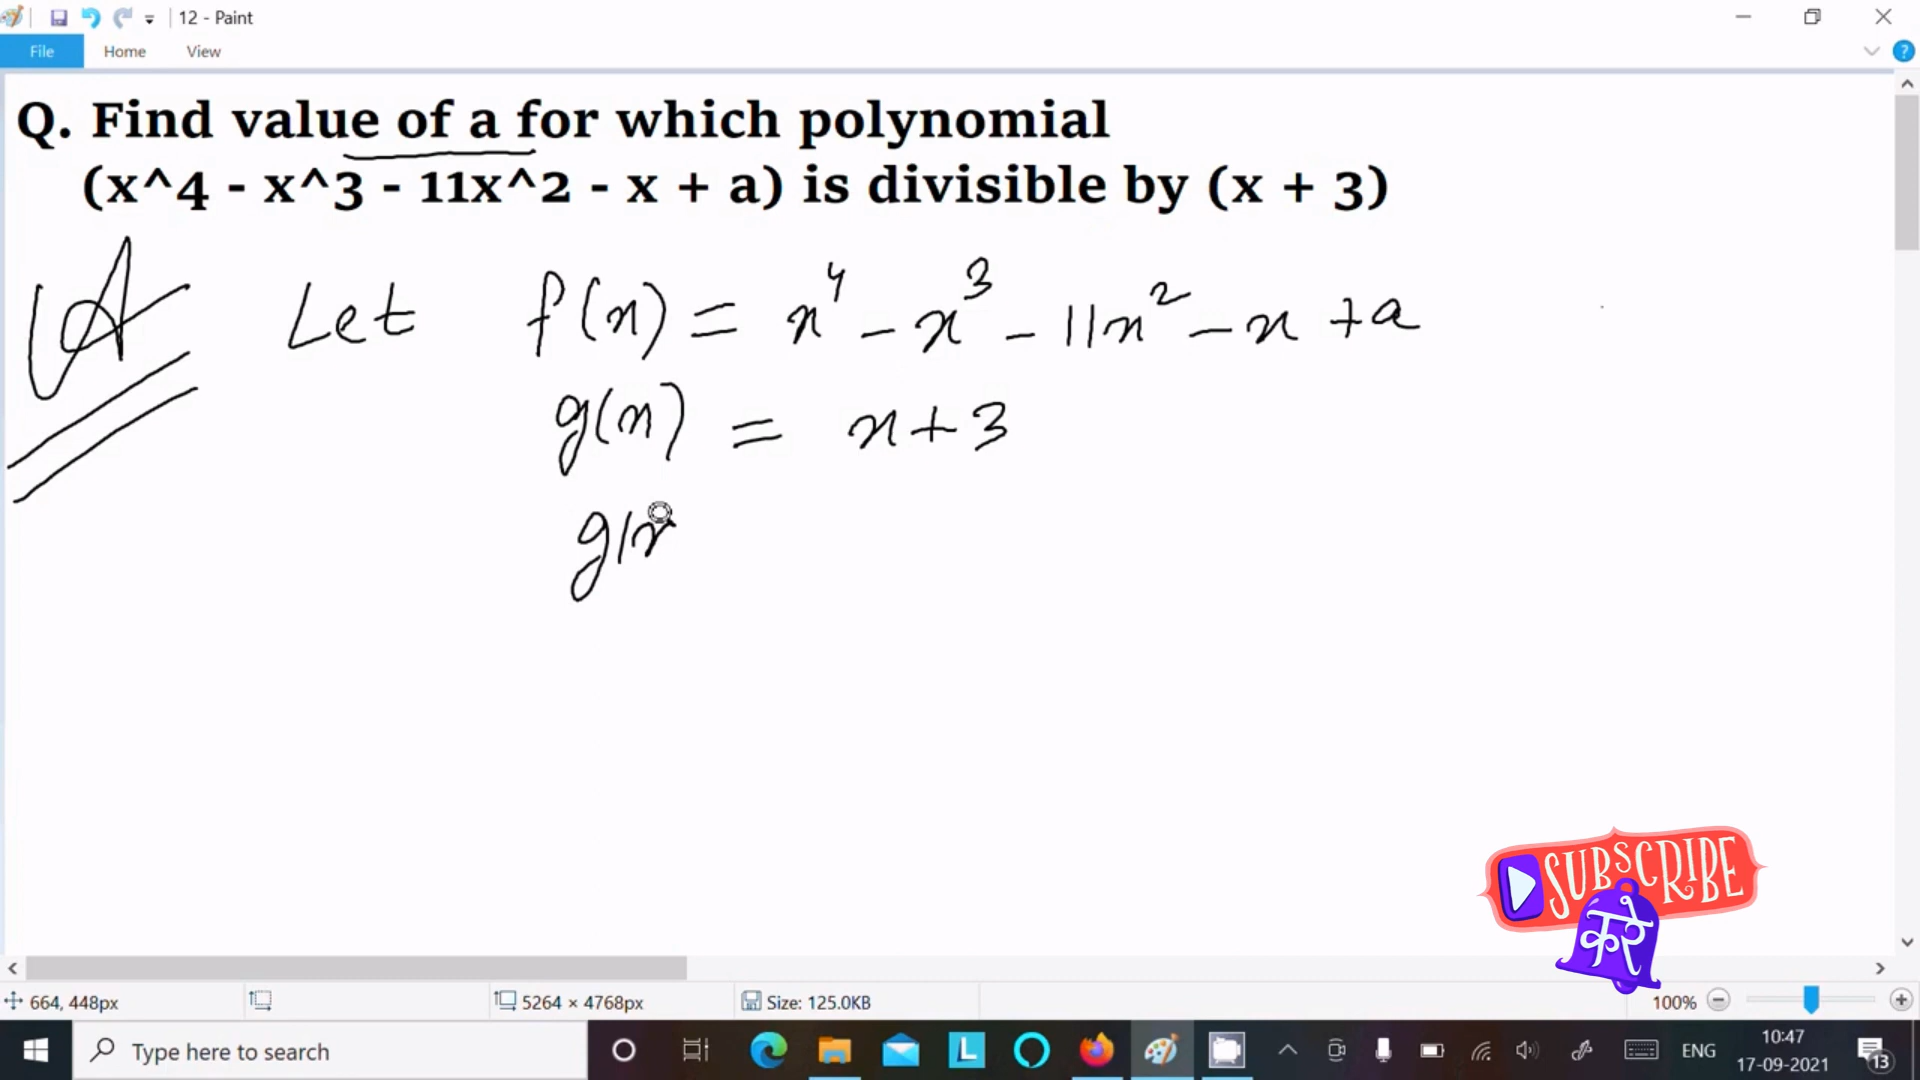 12 - Paint
File Home View
Q. Find value of a for which polynomial
(x^4 - x^3 - 11x^2 - x + a) is divisible by (x + 3)
A Let f(x) = x⁴ - x³ - 11x² - x + a
g(x) = x + 3
g(x
SUBSCRIBE
करे
664, 448px 5264 × 4768px Size: 125.0KB 100%
Type here to search L ENG 10:47
17-09-2021 13